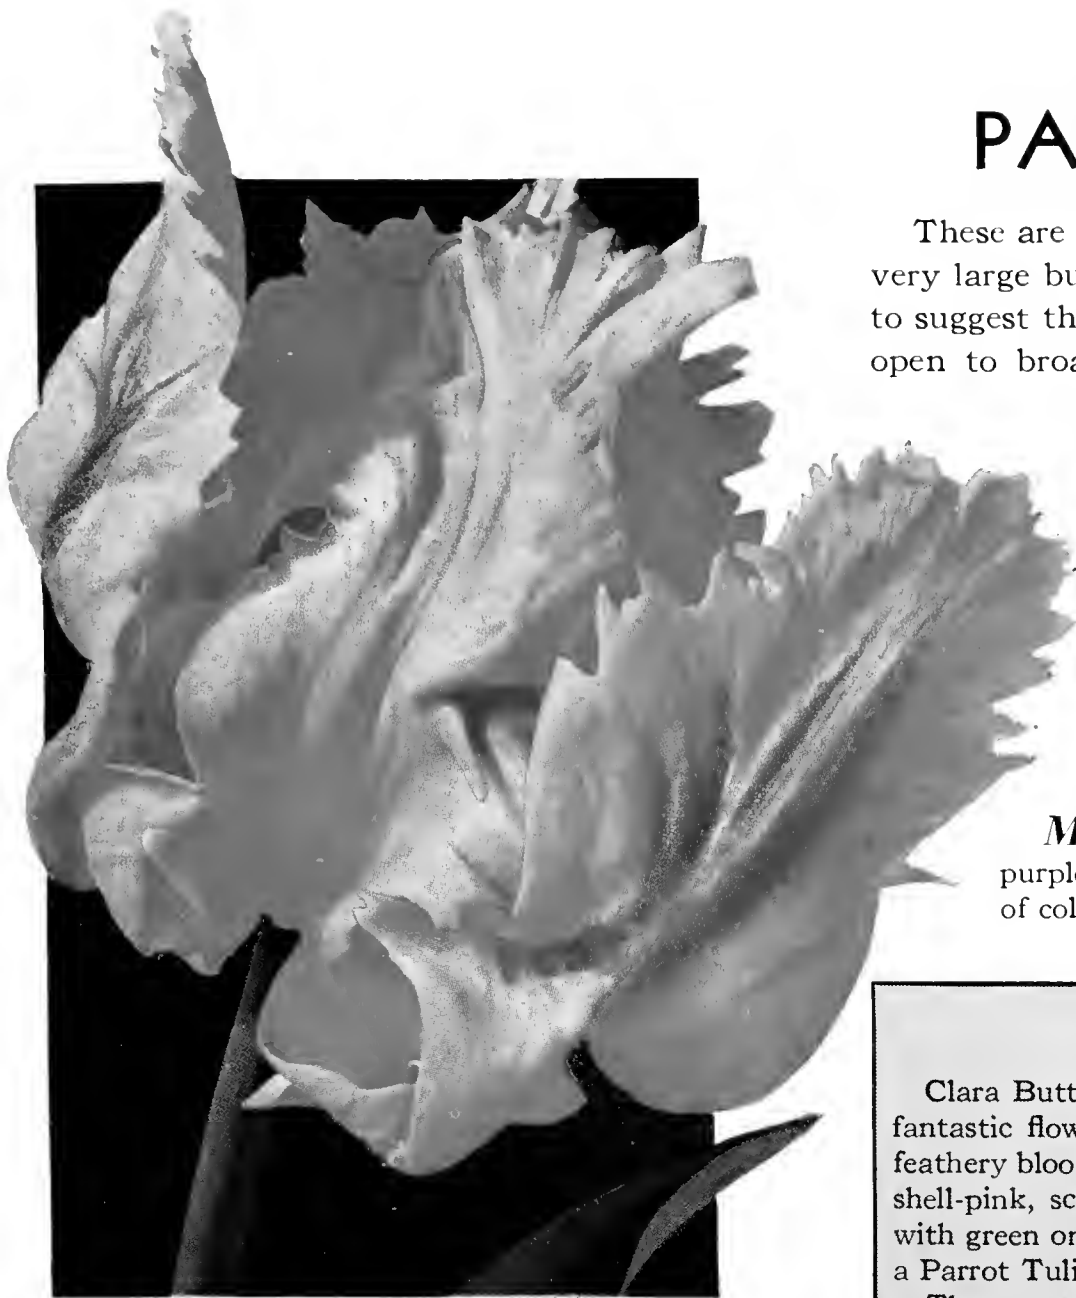 PA
These are
very large bu
to suggest th
open to broa
M
purple
of col
Clara Butt
fantastic flow
feathery bloo
shell-pink, sc
with green or
a Parrot Tuli